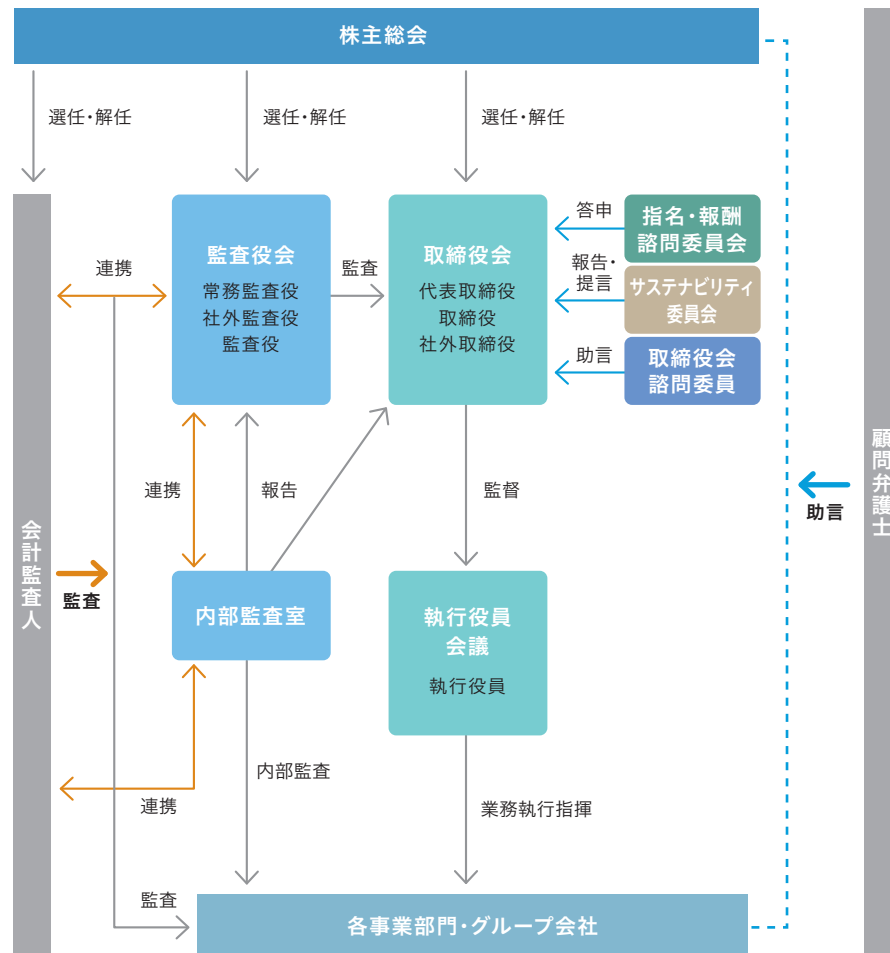 株主総会
選任・解任
選任・解任
選任・解任
監査役会
常務監査役
社外監査役
監査役
取締役会
代表取締役
取締役
社外取締役
指名・報酬
諮問委員会
サステナビリティ
委員会
取締役会
諮問委員
連携
監査
答申
報告・
提言
助言
連携
報告
監督
会計監査人
監査
内部監査室
執行役員
会議
執行役員
顧問弁護士
助言
内部監査
連携
業務執行指揮
監査
各事業部門・グループ会社